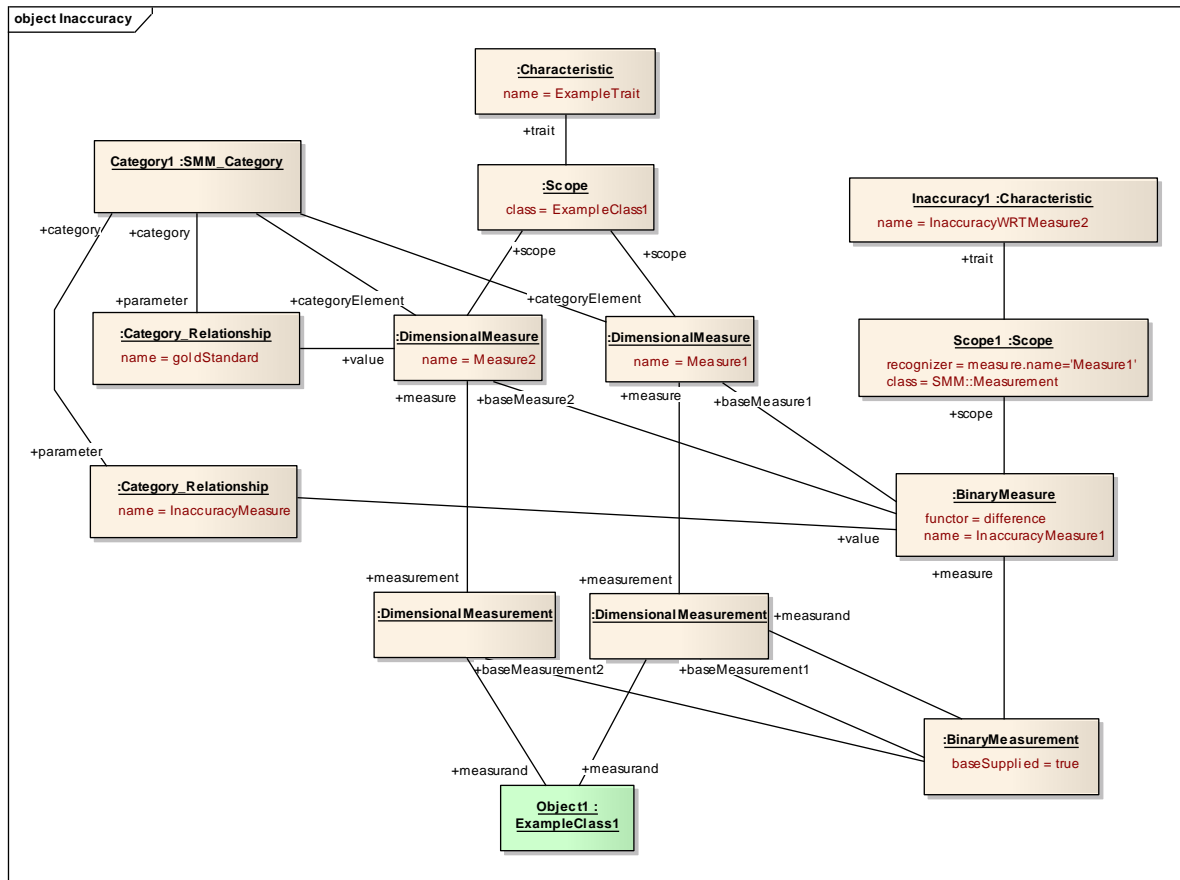 object Inaccuracy
:Characteristic
name = ExampleTrait
+trait
Category1 :SMM_Category
:Scope
class = ExampleClass1
Inaccuracy1 :Characteristic
name = InaccuracyWRTMeasure2
+category
+category
+scope
+scope
+trait
+parameter
+categoryElement
+categoryElement
:Category_Relationship
name = goldStandard
+value
:DimensionalMeasure
name = Measure2
:DimensionalMeasure
name = Measure1
Scope1 :Scope
recognizer = measure.name='Measure1'
class = SMM::Measurement
+measure
+baseMeasure2
+measure
+baseMeasure1
+scope
+parameter
:Category_Relationship
name = InaccuracyMeasure
:BinaryMeasure
functor = difference
name = InaccuracyMeasure1
+value
+measure
+measurement
+measurement
:DimensionalMeasurement
:DimensionalMeasurement
+measurand
+baseMeasurement2
+baseMeasurement1
:BinaryMeasurement
baseSupplied = true
+measurand
+measurand
Object1 :
ExampleClass1